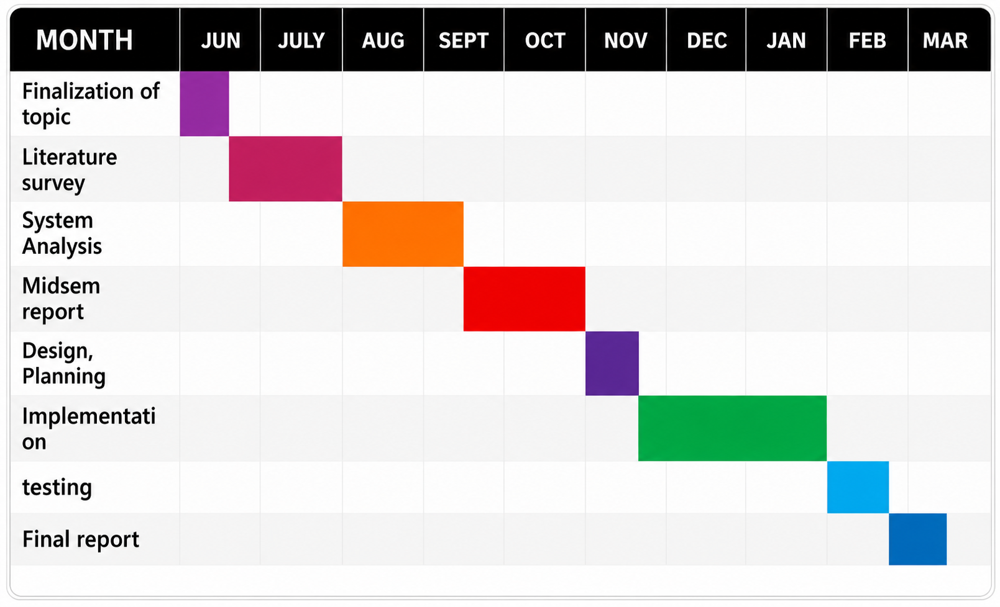 MONTH JUN JULY AUG SEPT OCT NOV DEC JAN FEB MAR
Finalization of
topic
Literature
survey
System
Analysis
Midsem
report
Design,
Planning
Implementati
on
testing
Final report